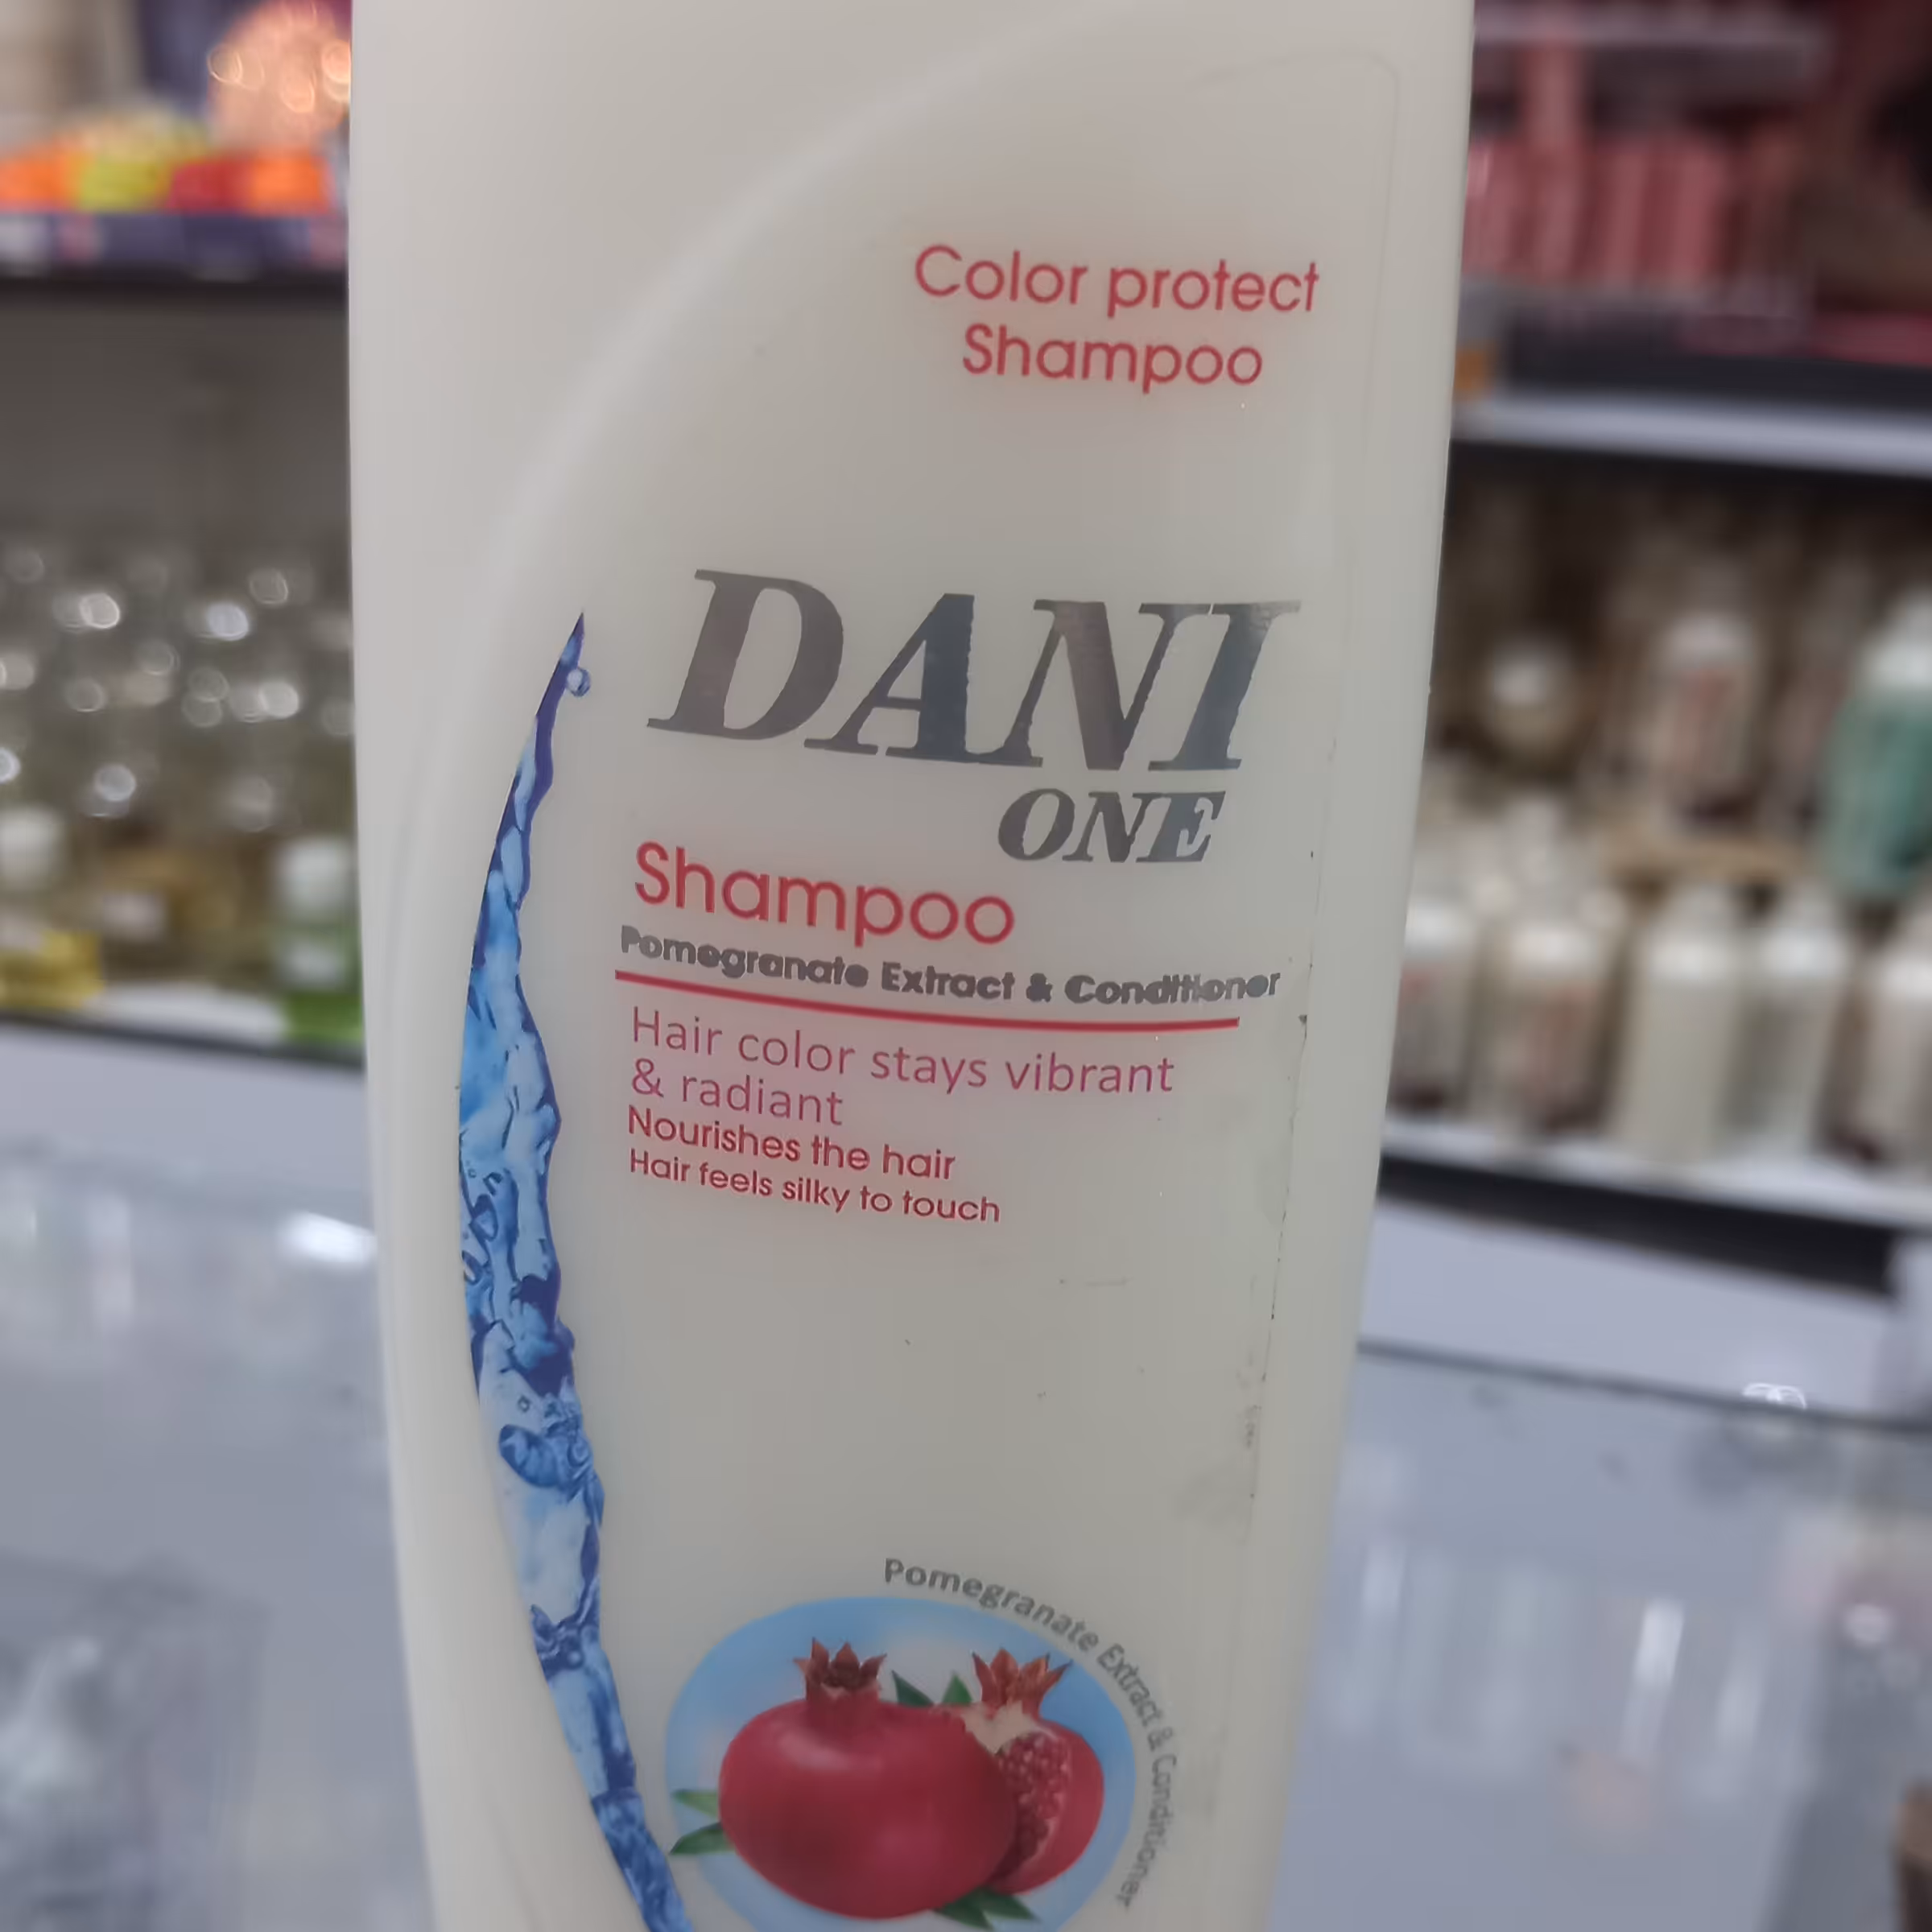 Color protect
Shampoo
DANI
ONE
Shampoo
Pomegranate Extract & Conditioner
Hair color stays vibrant
& radiant
Nourishes the hair
Hair feels silky to touch
Pomegranate Extract & Conditioner